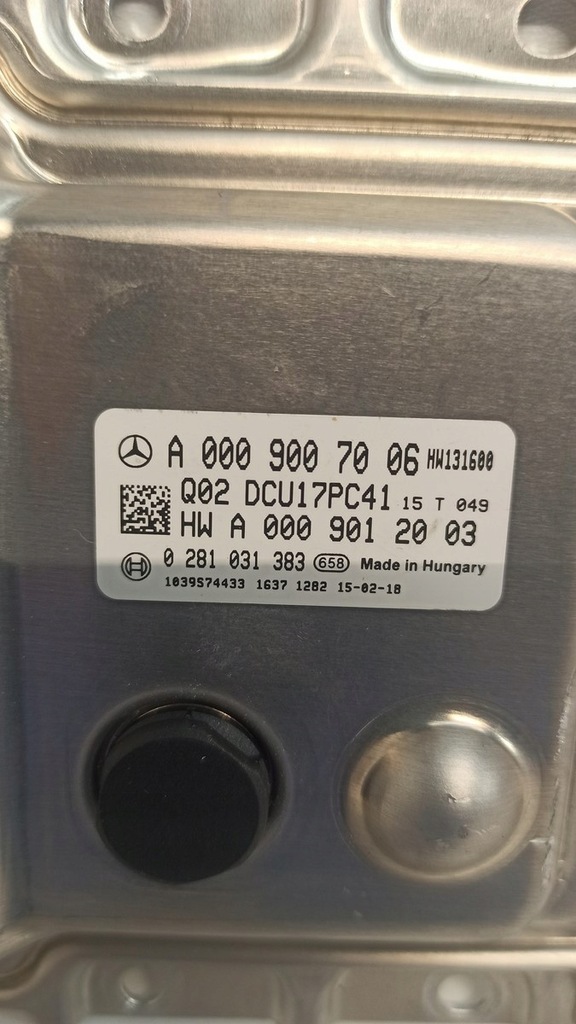 A 000 900 70 06 HW131600
Q02 DCU17PC41 15 T 049
HW A 000 901 20 03
0 281 031 383 658 Made in Hungary
1039S74433 1637 1282 15-02-18